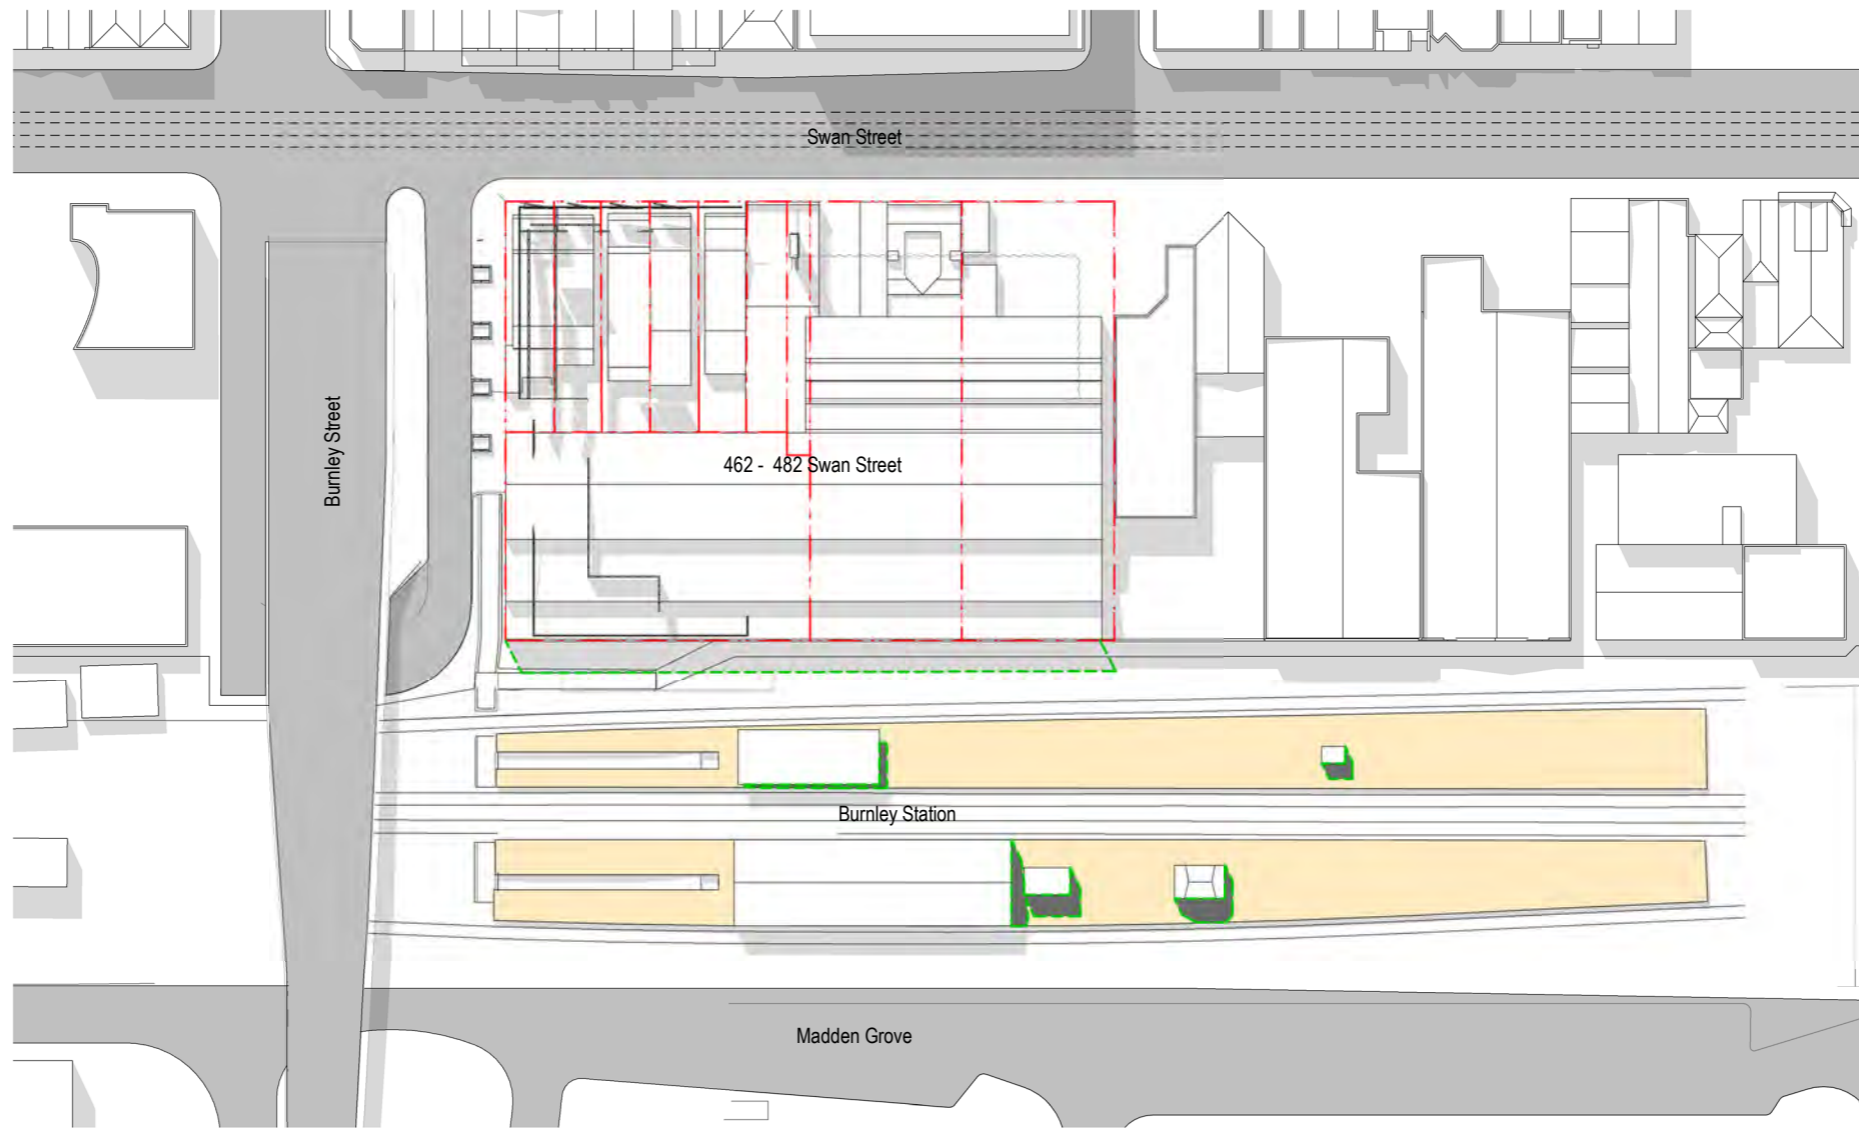 Swan Street
Burnley Street
462 - 482 Swan Street
Burnley Station
Madden Grove